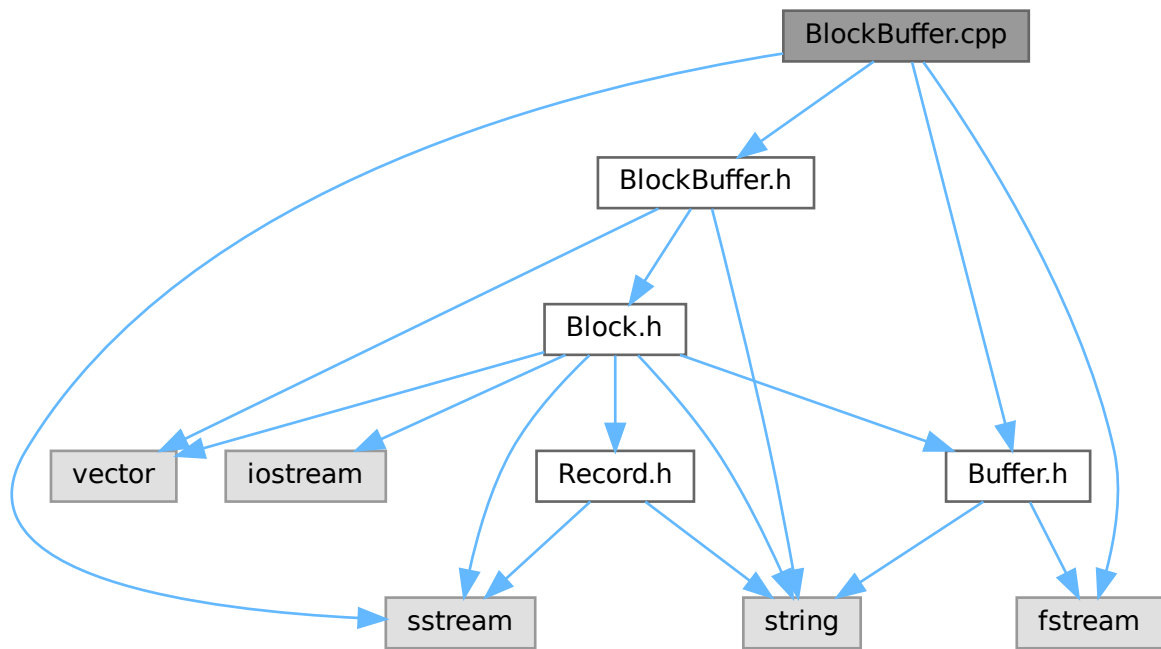 BlockBuffer.cpp
BlockBuffer.h
Block.h
vector
iostream
Record.h
Buffer.h
sstream
string
fstream